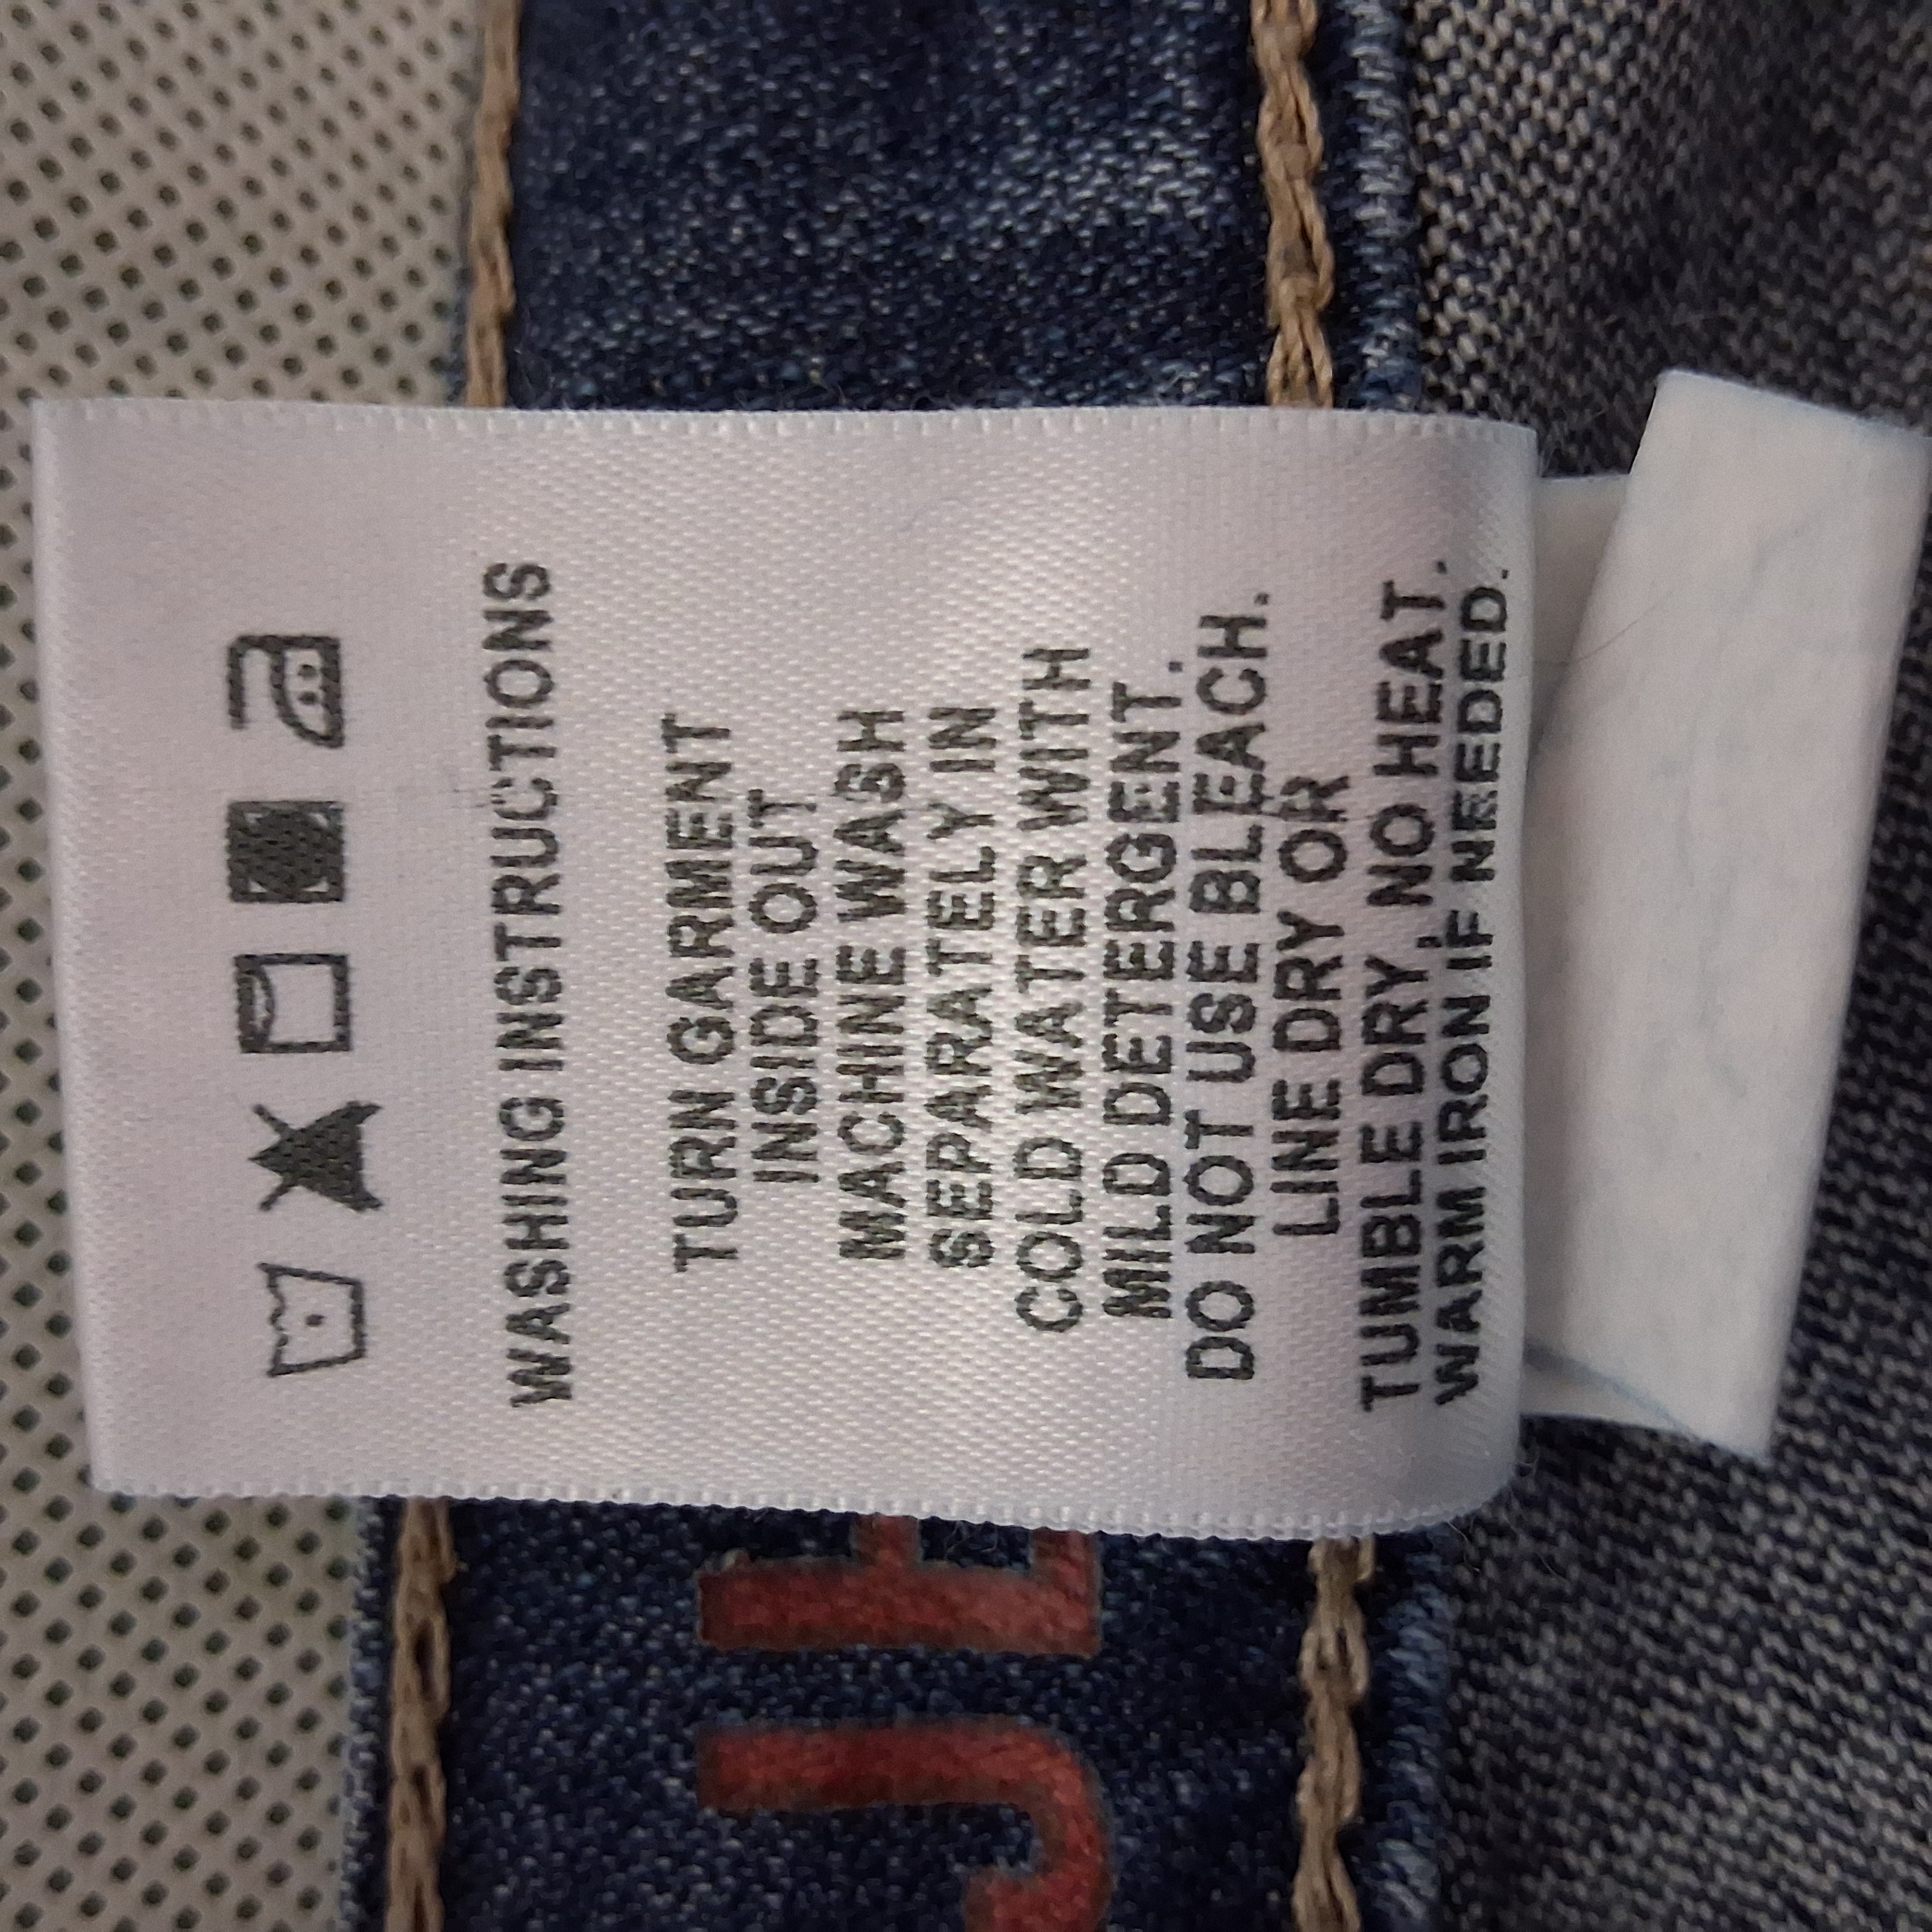 WASHING INSTRUCTIONS
TURN GARMENT
INSIDE OUT
MACHINE WASH
SEPARATELY IN
COLD WATER WITH
MILD DETERGENT.
DO NOT USE BLEACH.
LINE DRY OR
TUMBLE DRY, NO HEAT.
WARM IRON IF NEEDED.
JE